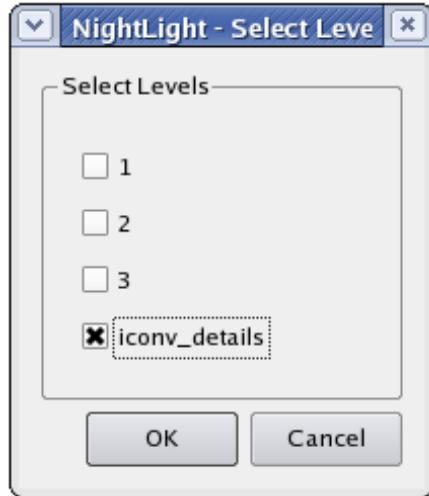 NightLight - Select Leve
Select Levels
1
2
3
iconv_details
OK Cancel